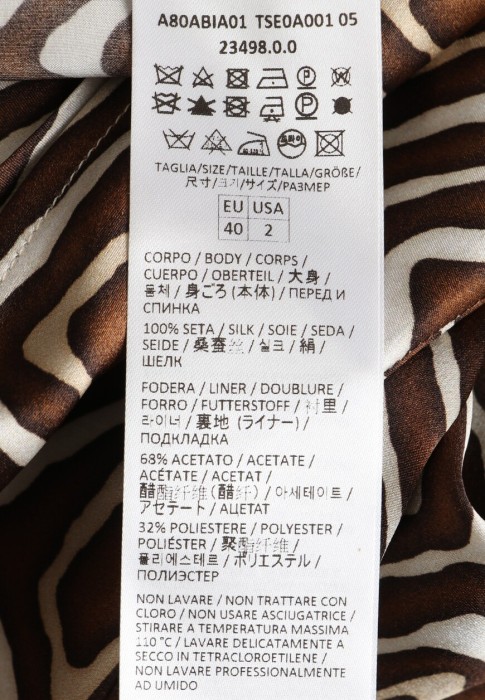 A80ABIA01 TSE0A001 05
23498.0.0
TAGLIA/SIZE/TAILLE/TALLA/GRÖßE/
尺寸/크기/サイズ/РАЗМЕР
EU USA
40 2
CORPO / BODY / CORPS /
CUERPO / OBERTEIL / 大身 /
몸체 / 身ごろ (本体) / ПЕРЕД И
СПИНКА
100% SETA / SILK / SOIE / SEDA /
SEIDE / 桑蚕丝 / 실크 / 絹 /
ШЕЛК
FODERA / LINER / DOUBLURE /
FORRO / FUTTERSTOFF / 衬里 /
라이너 / 裏地 (ライナー) /
ПОДКЛАДКА
68% ACETATO / ACETATE /
ACÉTATE / ACETAT /
醋酯纤维 (醋纤) / 아세테이트 /
アセテート / АЦЕТАТ
32% POLIESTERE / POLYESTER /
POLIÉSTER / 聚酯纤维 /
폴리에스테르 / ポリエステル /
ПОЛИЭСТЕР
NON LAVARE / NON TRATTARE CON
CLORO / NON USARE ASCIUGATRICE /
STIRARE A TEMPERATURA MASSIMA
110 °C / LAVARE DELICATAMENTE A
SECCO IN TETRACLOROETILENE /
NON LAVARE PROFESSIONALMENTE
AD UMIDO